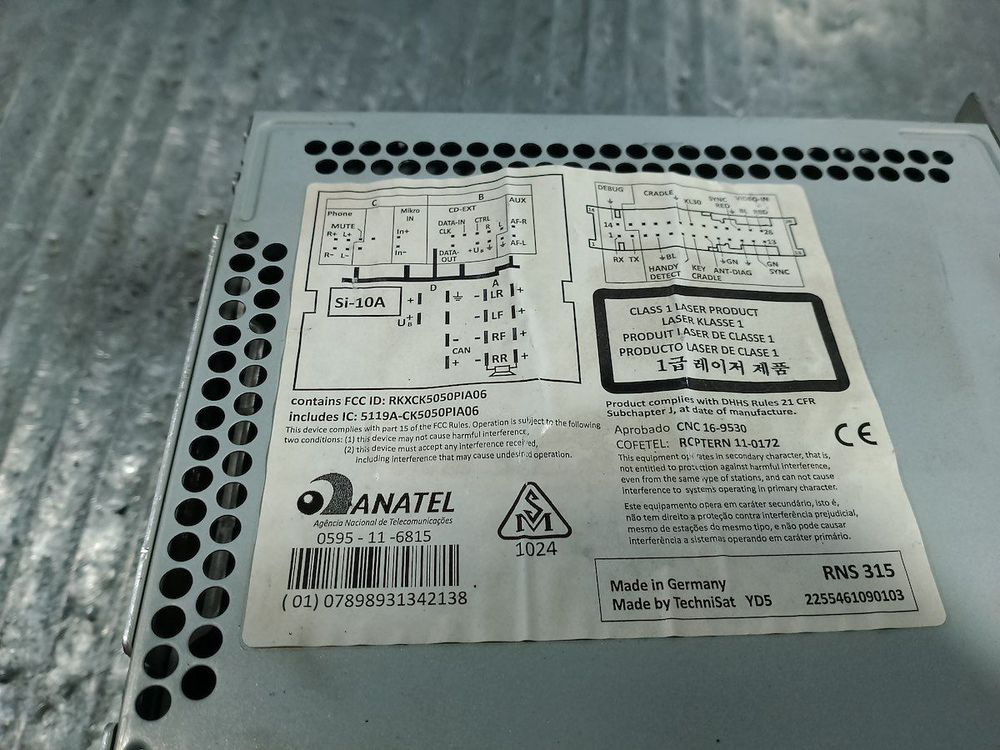 Phone
C
Mikro
IN
B
CD-EXT
AUX
MUTE
R+ L+
In+
DATA-IN
CLK
CTRL
R
L
AF-R
AF-L
R- L-
In-
DATA-
OUT
+UB
D
A
Si-10A
+
UB
- LR +
- LF +
- RF +
- RR +
-
CAN
+
DEBUG
CRADLE
KL30
SYNC
RED
VIDEO-IN
BL RED
14
1
26
13
RX TX
BL
HANDY
DETECT
KEY
CRADLE
GN
ANT-DIAG
GN
SYNC
CLASS 1 LASER PRODUCT
LASER KLASSE 1
PRODUIT LASER DE CLASSE 1
PRODUCTO LASER DE CLASE 1
1급 레이저 제품
contains FCC ID: RKXCK5050PIA06
includes IC: 5119A-CK5050PIA06
This device complies with part 15 of the FCC Rules. Operation is subject to the following
two conditions: (1) this device may not cause harmful interference,
(2) this device must accept any interference received,
including interference that may cause undesired operation.
Product complies with DHHS Rules 21 CFR
Subchapter J, at date of manufacture.
Aprobado CNC 16-9530
COFETEL: RCPTERN 11-0172
CE
This equipment operates in secondary character, that is,
not entitled to protection against harmful interference,
even from the same type of stations, and can not cause
interference to systems operating in primary character.
Este equipamento opera em caráter secundário, isto é,
não tem direito a proteção contra interferência prejudicial,
mesmo de estações do mesmo tipo, e não pode causar
interferência a sistemas operando em caráter primário.
ANATEL
Agência Nacional de Telecomunicações
0595 - 11 -6815
(01) 07898931342138
S
M
1024
Made in Germany
RNS 315
Made by TechniSat YD5
2255461090103